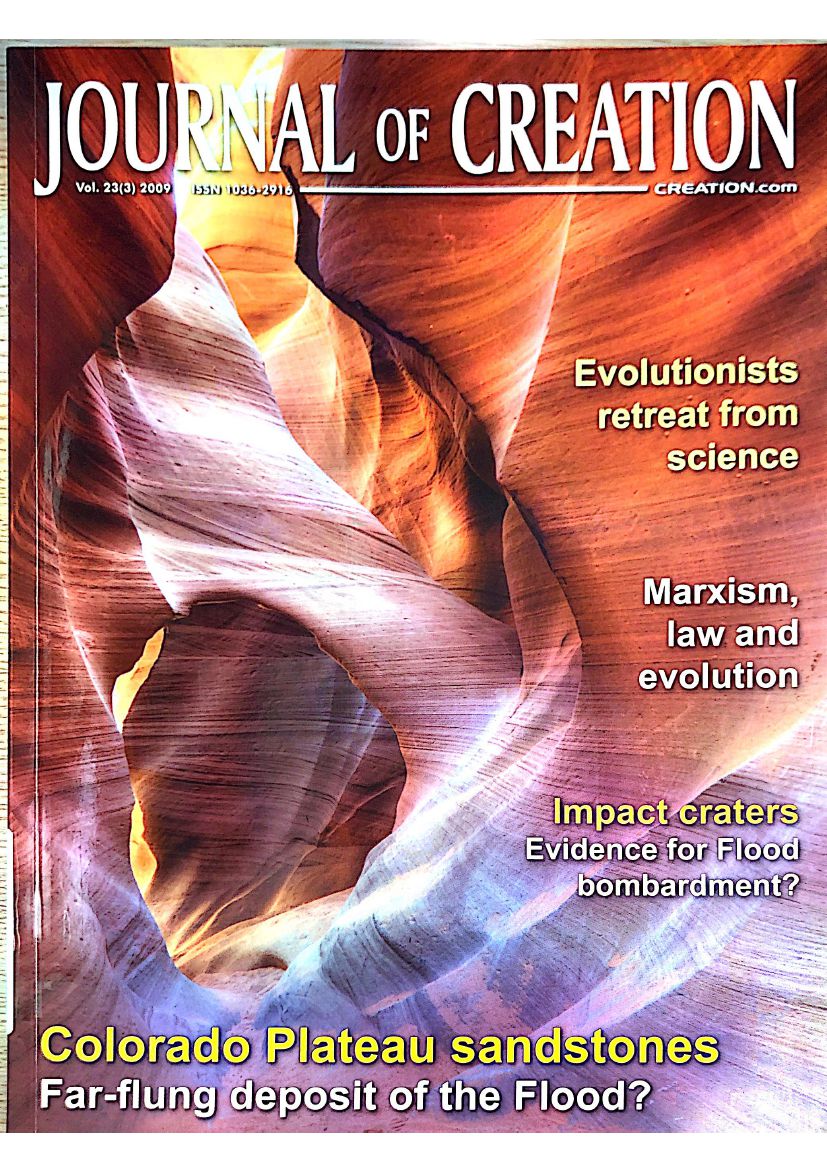 JOURNAL OF CREATION
Vol. 23(3) 2009 ISSN 1036-2916 CREATION.com
Evolutionists
retreat from
science
Marxism,
law and
evolution
Impact craters
Evidence for Flood
bombardment?
Colorado Plateau sandstones
Far-flung deposit of the Flood?